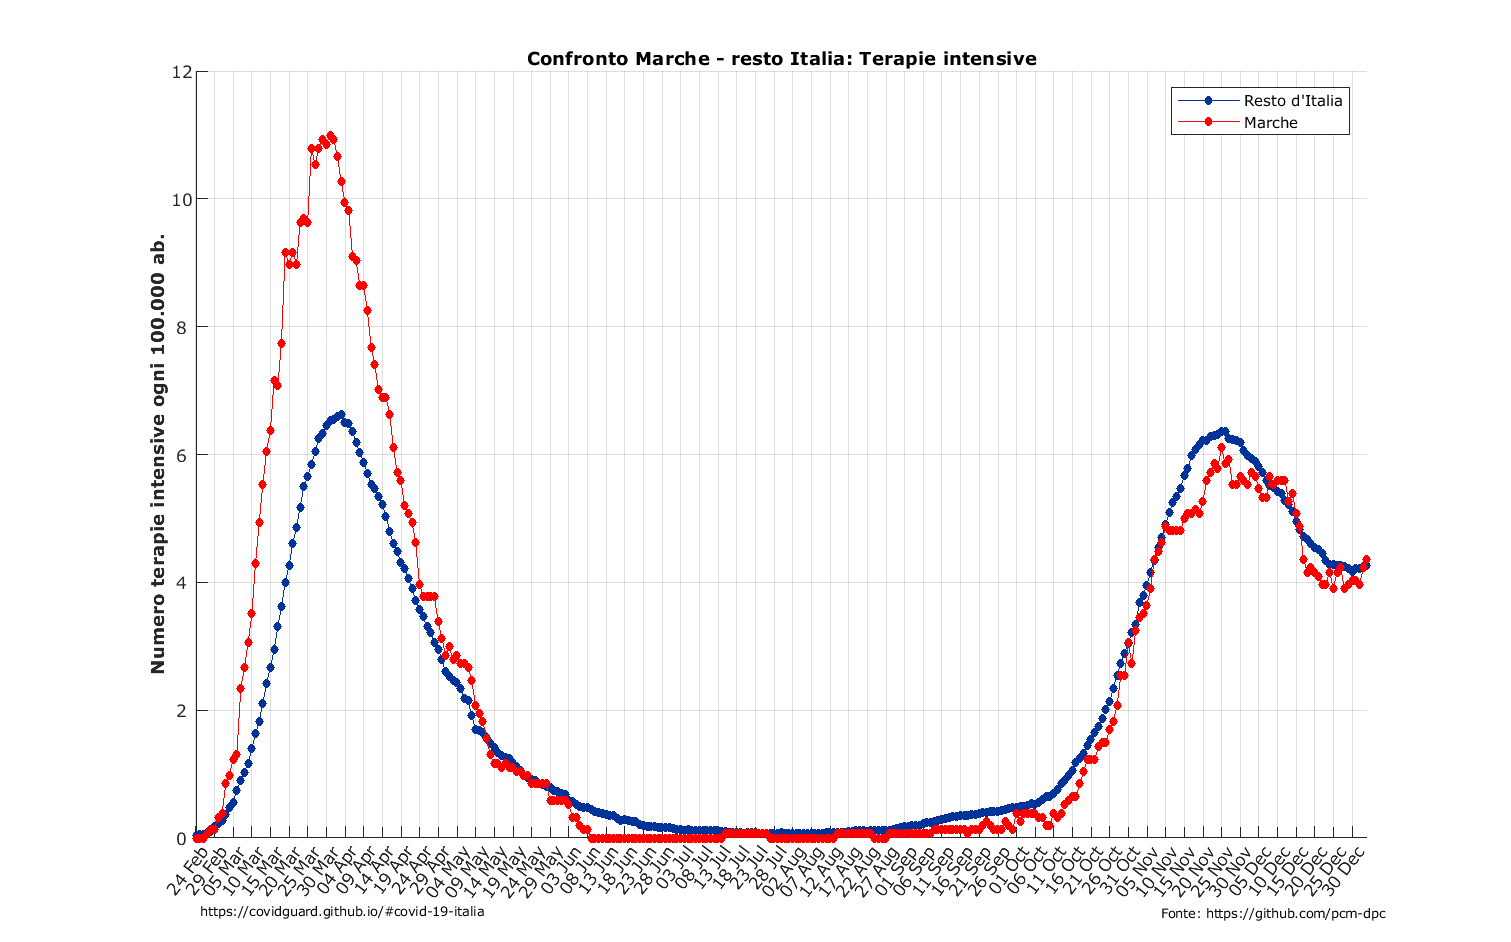 Confronto Marche - resto Italia: Terapie intensive
Resto d'Italia
Marche
Numero terapie intensive ogni 100.000 ab.
12
10
8
6
4
2
0
24 Feb
29 Feb
05 Mar
10 Mar
15 Mar
20 Mar
25 Mar
30 Mar
04 Apr
09 Apr
14 Apr
19 Apr
24 Apr
29 Apr
04 May
09 May
14 May
19 May
24 May
29 May
03 Jun
08 Jun
13 Jun
18 Jun
23 Jun
28 Jun
03 Jul
08 Jul
13 Jul
18 Jul
23 Jul
28 Jul
02 Aug
07 Aug
12 Aug
17 Aug
22 Aug
27 Aug
01 Sep
06 Sep
11 Sep
16 Sep
21 Sep
26 Sep
01 Oct
06 Oct
11 Oct
16 Oct
21 Oct
26 Oct
31 Oct
05 Nov
10 Nov
15 Nov
20 Nov
25 Nov
30 Nov
05 Dec
10 Dec
15 Dec
20 Dec
25 Dec
30 Dec
https://covidguard.github.io/#covid-19-italia
Fonte: https://github.com/pcm-dpc